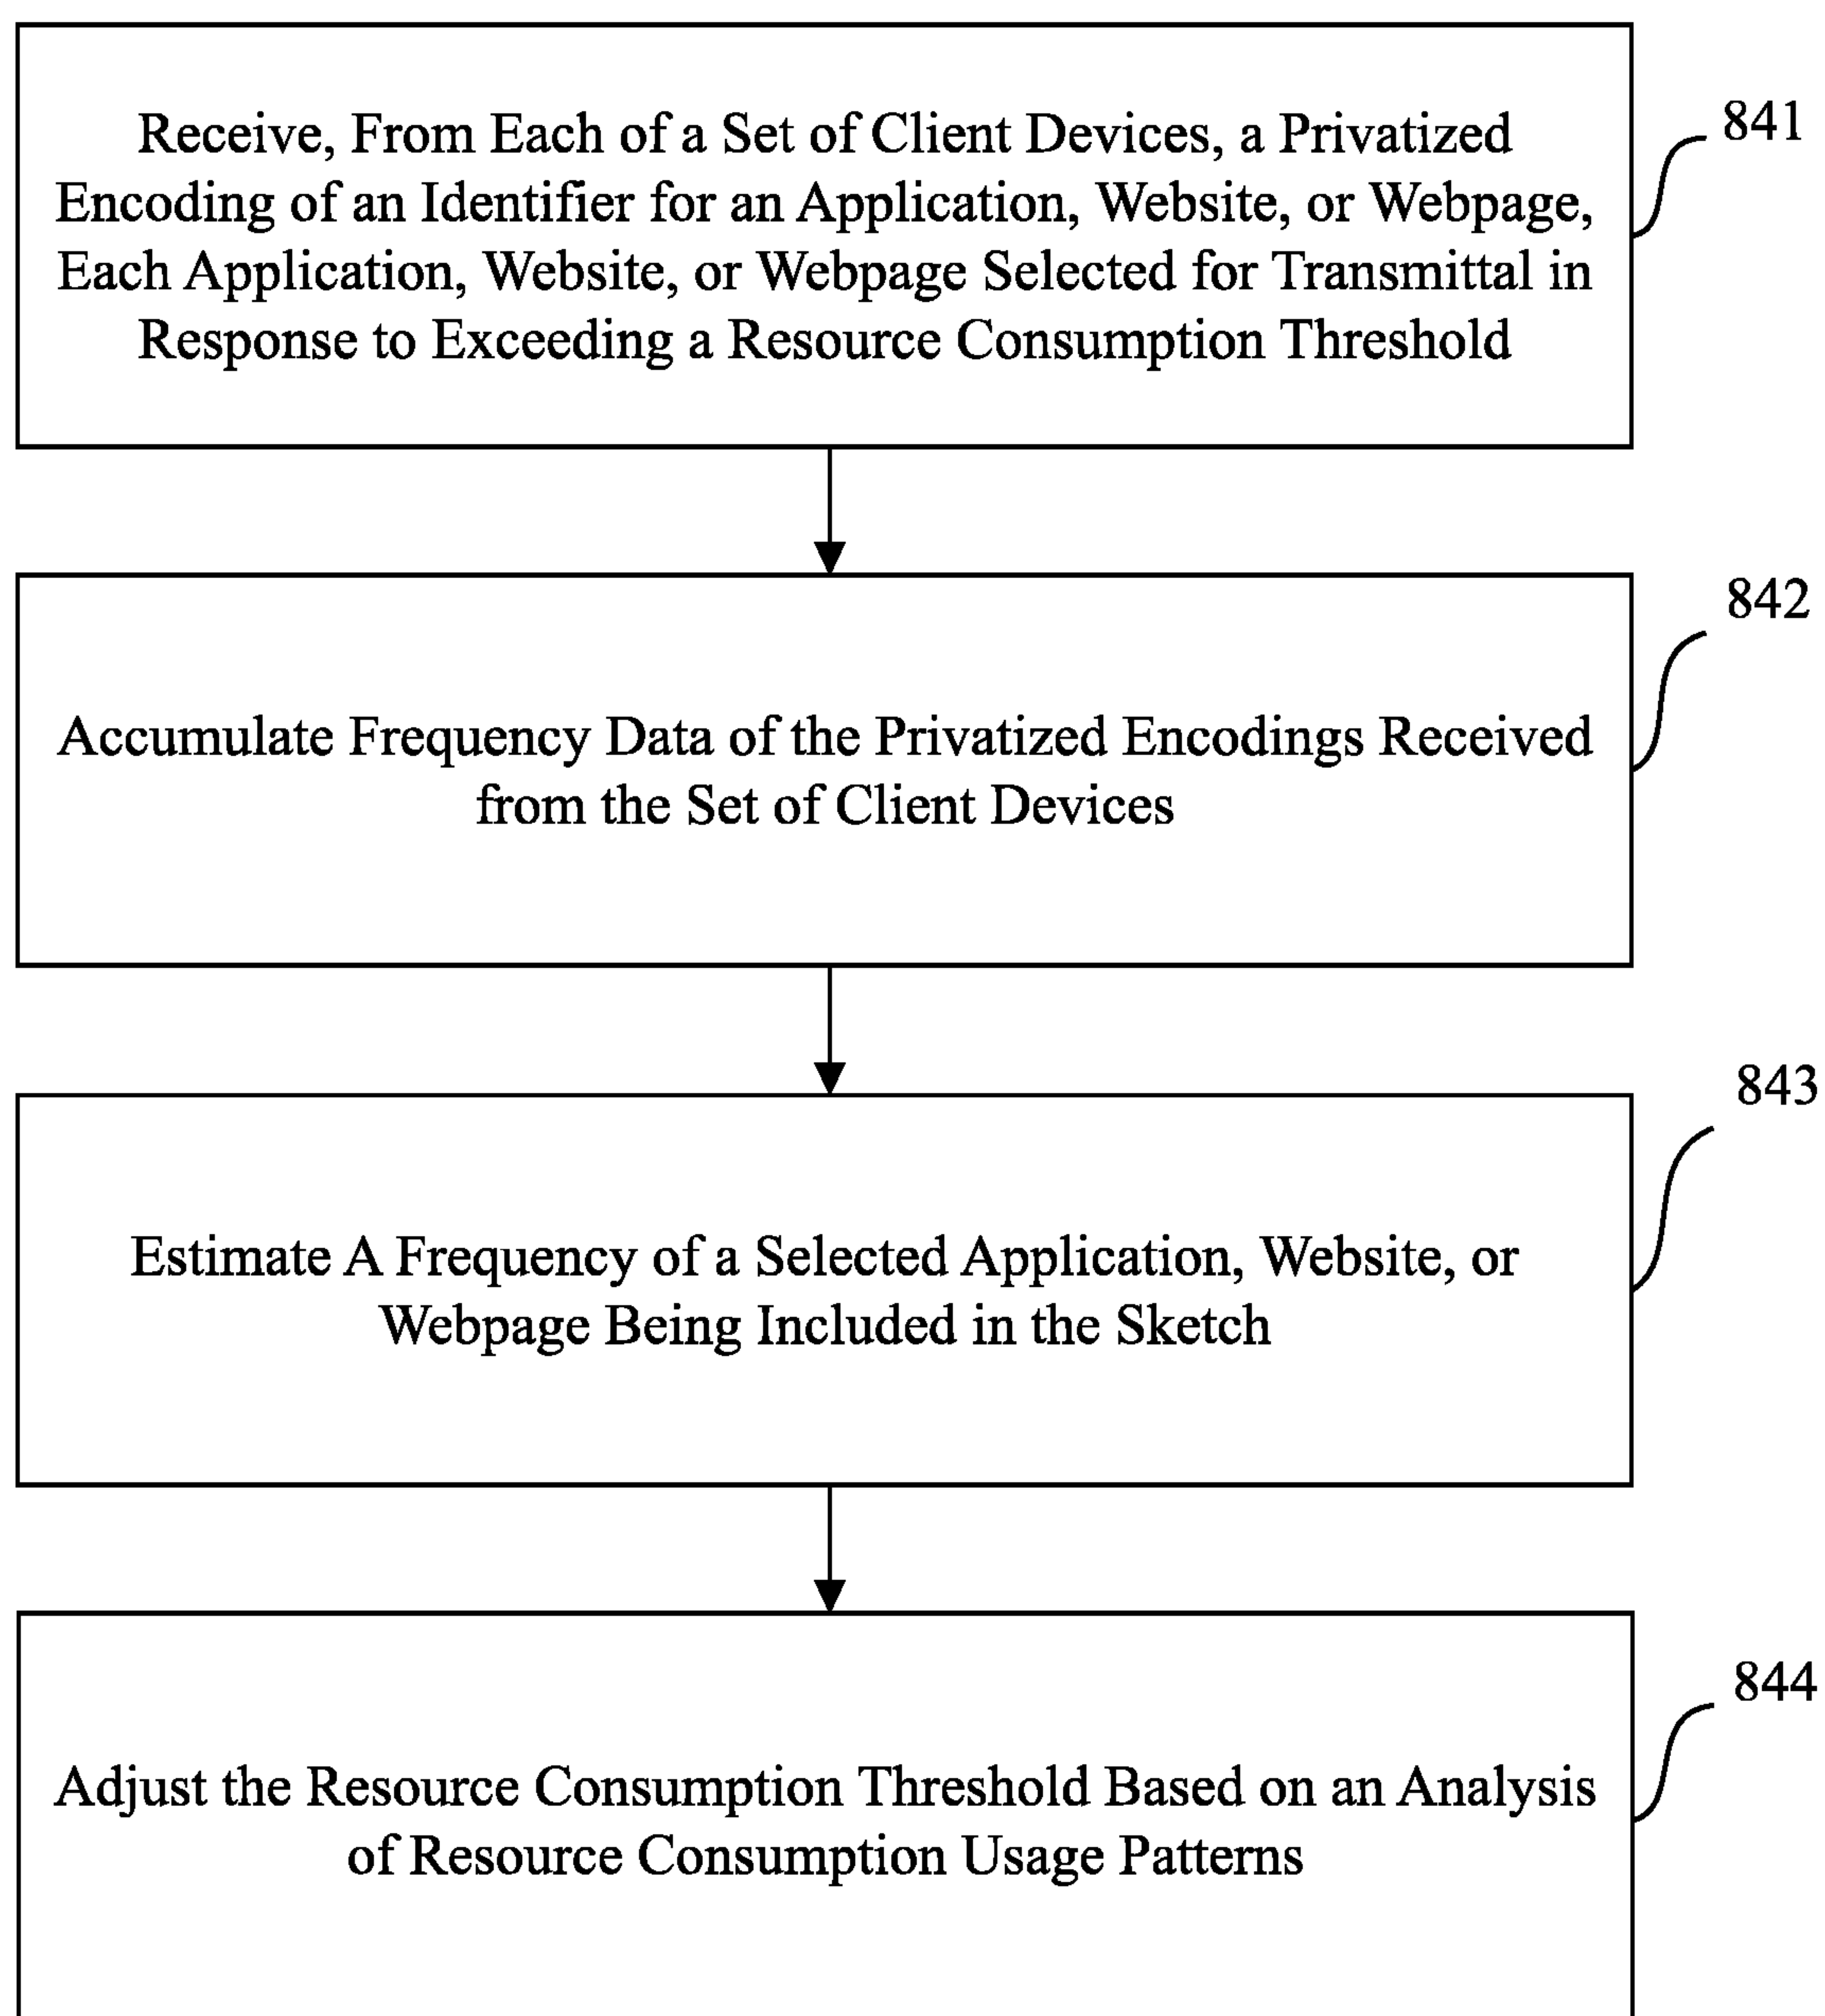 Receive, From Each of a Set of Client Devices, a Privatized
Encoding of an Identifier for an Application, Website, or Webpage,
Each Application, Website, or Webpage Selected for Transmittal in
Response to Exceeding a Resource Consumption Threshold
841
Accumulate Frequency Data of the Privatized Encodings Received
from the Set of Client Devices
842
Estimate A Frequency of a Selected Application, Website, or
Webpage Being Included in the Sketch
843
Adjust the Resource Consumption Threshold Based on an Analysis
of Resource Consumption Usage Patterns
844